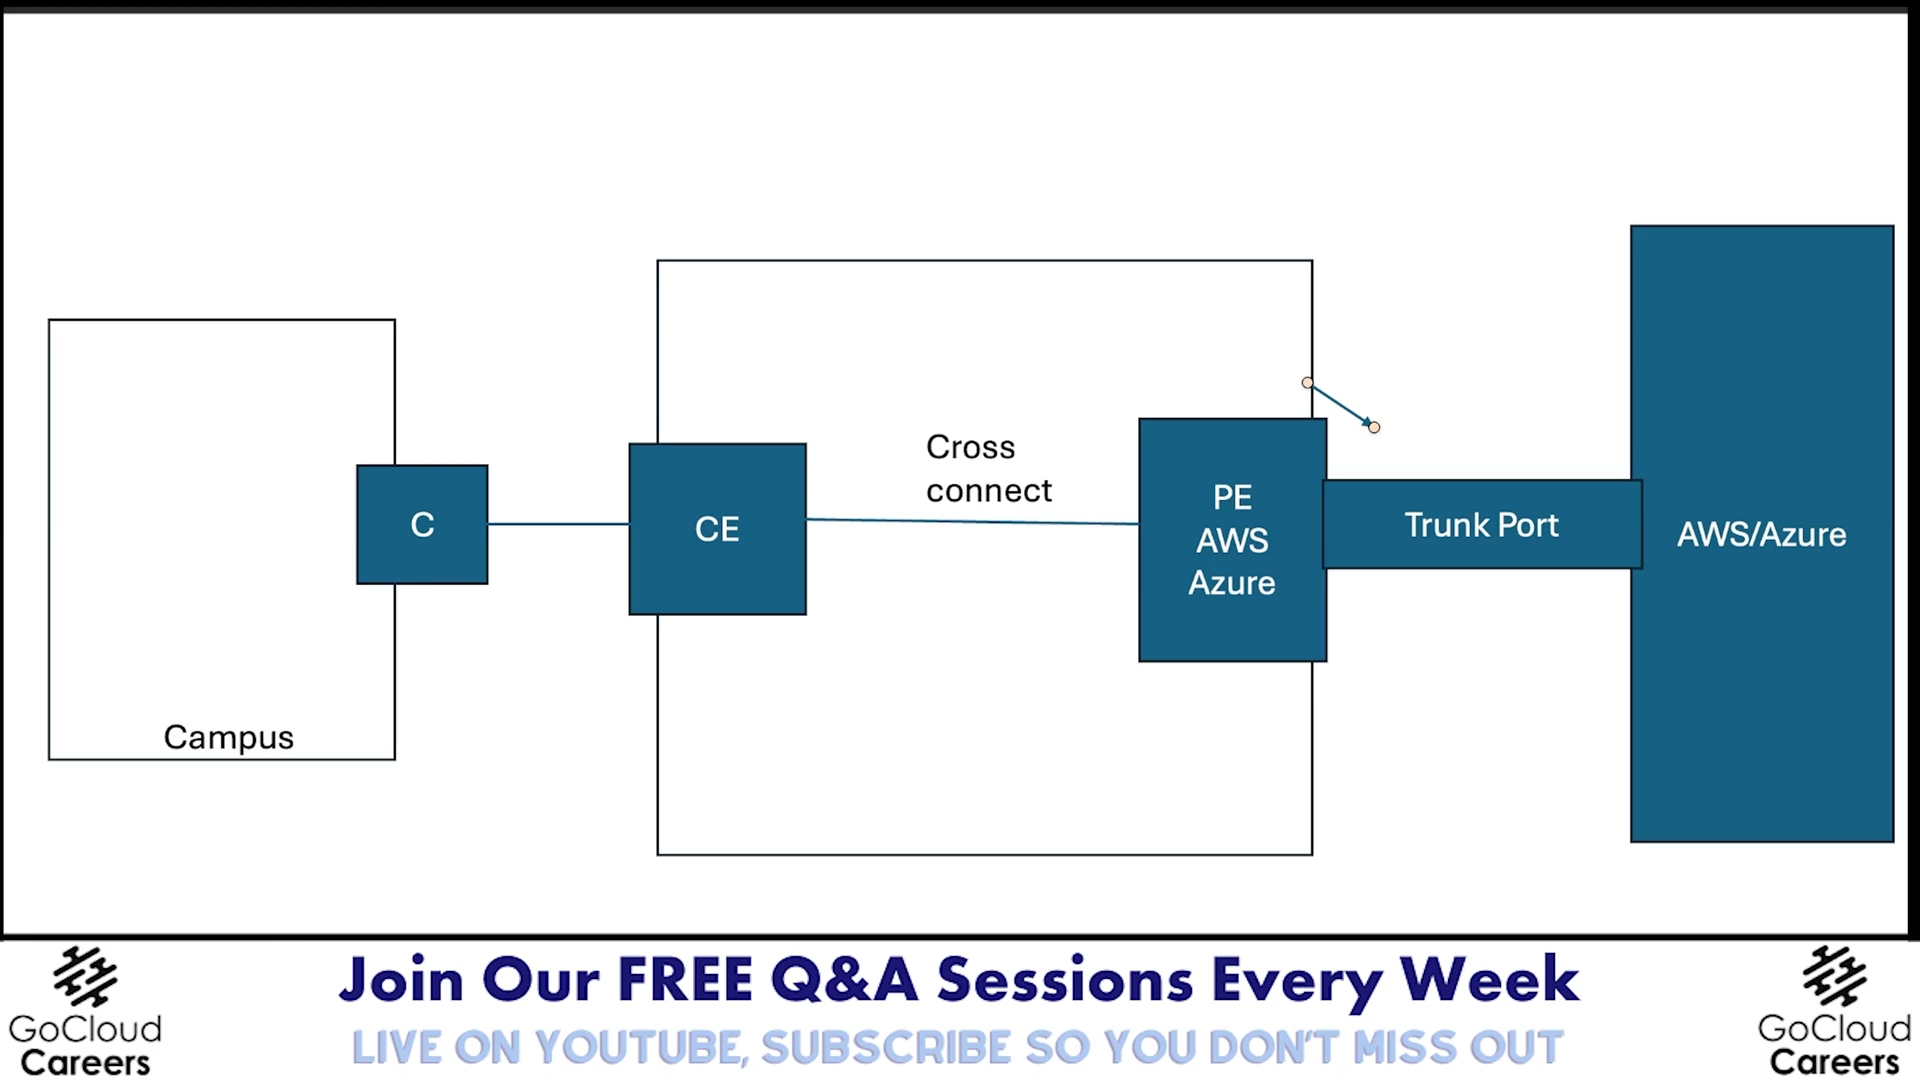 Cross
connect
C
CE
PE
AWS
Azure
Trunk Port
AWS/Azure
Campus
Join Our FREE Q&A Sessions Every Week
LIVE ON YOUTUBE, SUBSCRIBE SO YOU DON'T MISS OUT
GoCloud
Careers
GoCloud
Careers